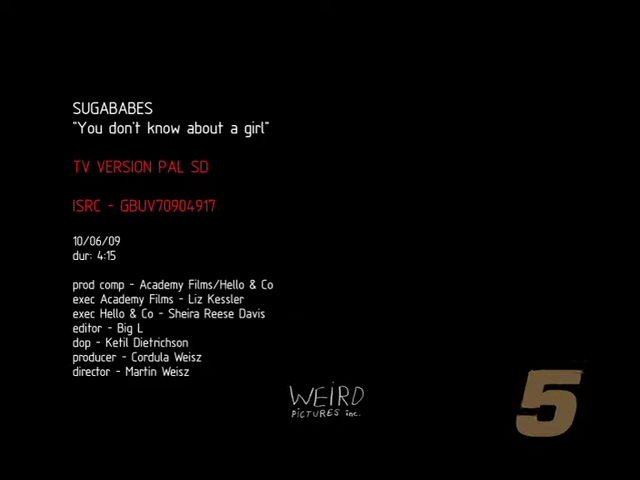 SUGABABES
"You don't know about a girl"
TV VERSION PAL SD
ISRC - GBUV70904917
10/06/09
dur: 4:15
prod comp - Academy Films/Hello & Co
exec Academy Films - Liz Kessler
exec Hello & Co - Sheira Reese Davis
editor - Big L
dop - Ketil Dietrichson
producer - Cordula Weisz
director - Martin Weisz
WEiRD
PiCTURES inc.
5